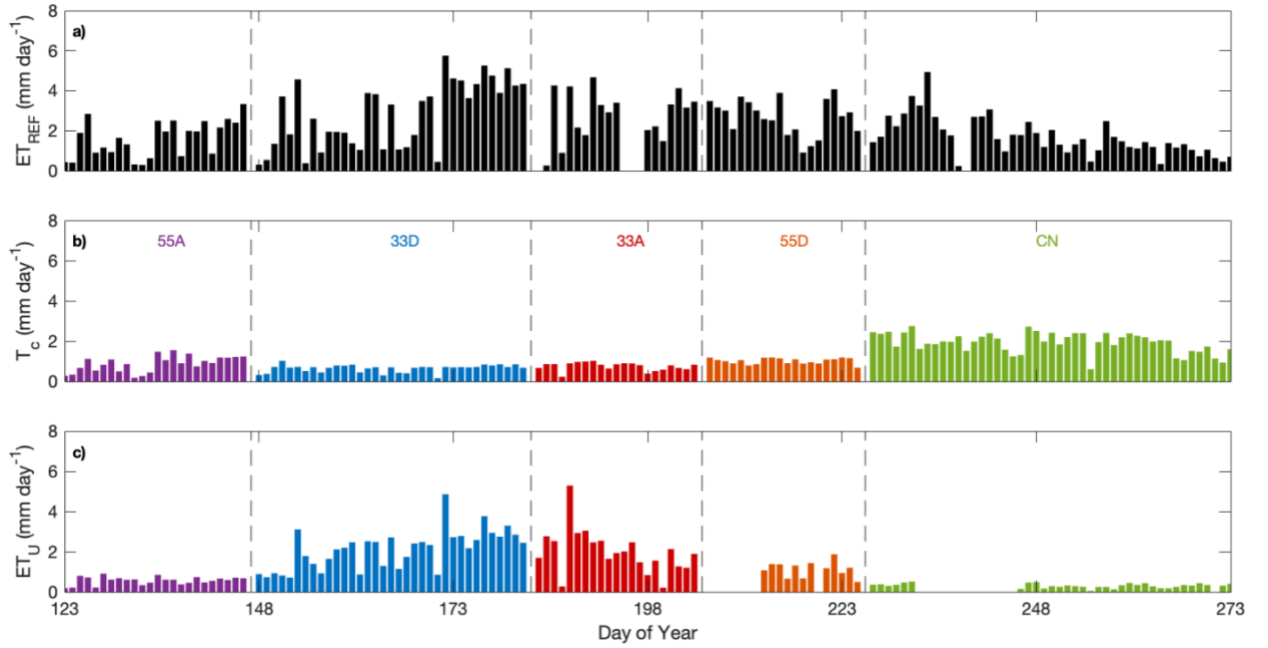 a)
ET_REF (mm day⁻¹)
8
6
4
2
0
b)
55A 33D 33A 55D CN
T_c (mm day⁻¹)
8
6
4
2
0
c)
ET_U (mm day⁻¹)
8
6
4
2
0
123 148 173 198 223 248 273
Day of Year